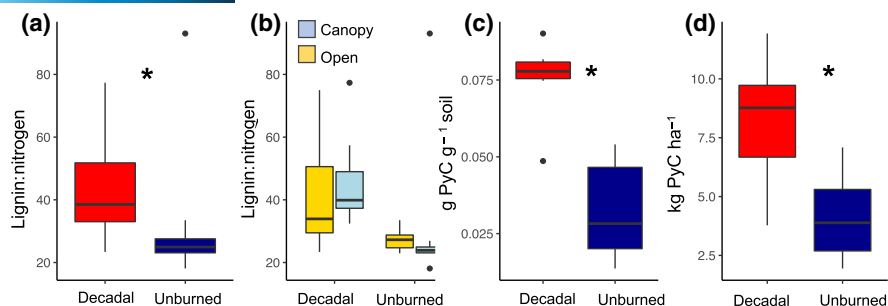 (a)
*
Lignin:nitrogen
80
60
40
20
Decadal
Unburned
(b)
Canopy
Open
Lignin:nitrogen
80
60
40
20
Decadal
Unburned
(c)
*
g PyC g⁻¹ soil
0.075
0.050
0.025
Decadal
Unburned
(d)
*
kg PyC ha⁻¹
10.0
7.5
5.0
2.5
Decadal
Unburned